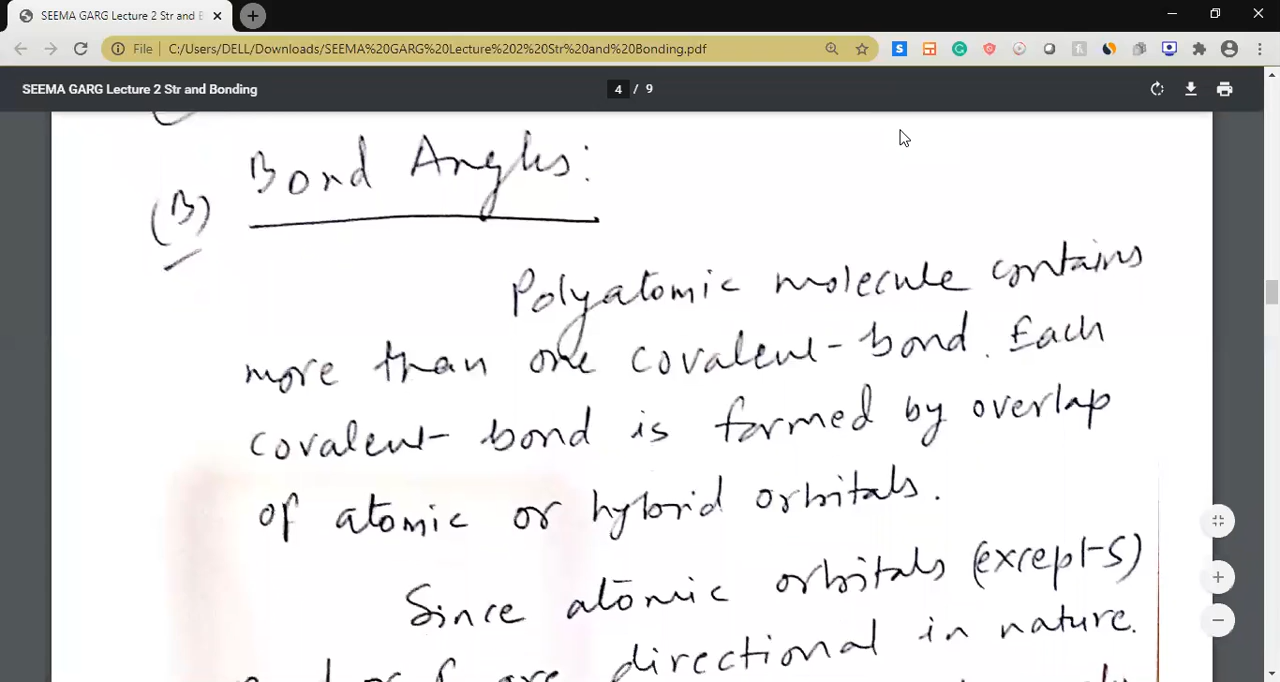 SEEMA GARG Lecture 2 Str and B
File C:/Users/DELL/Downloads/SEEMA%20GARG%20Lecture%202%20Str%20and%20Bonding.pdf
SEEMA GARG Lecture 2 Str and Bonding
4 / 9
(B) Bond Angles:
Polyatomic molecule contains
more than one covalent bond. Each
covalent bond is formed by overlap
of atomic or hybrid orbitals.
Since atomic orbitals (except S)
are directional in nature.